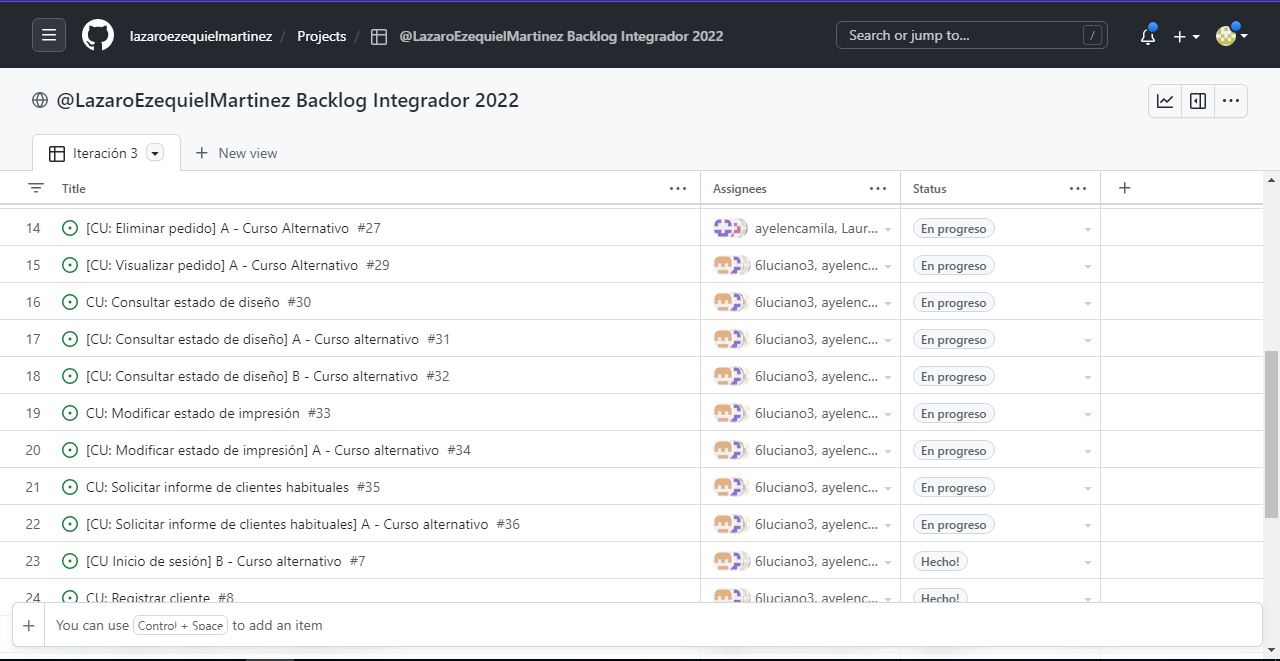 lazaroezequielmartinez / Projects / @LazaroEzequielMartinez Backlog Integrador 2022 Search or jump to... /
@LazaroEzequielMartinez Backlog Integrador 2022
Iteración 3 + New view
Title ... Assignees ... Status ... +
14 [CU: Eliminar pedido] A - Curso Alternativo #27 ayelencamila, Laur... En progreso
15 [CU: Visualizar pedido] A - Curso Alternativo #29 6luciano3, ayelenc... En progreso
16 CU: Consultar estado de diseño #30 6luciano3, ayelenc... En progreso
17 [CU: Consultar estado de diseño] A - Curso alternativo #31 6luciano3, ayelenc... En progreso
18 [CU: Consultar estado de diseño] B - Curso alternativo #32 6luciano3, ayelenc... En progreso
19 CU: Modificar estado de impresión #33 6luciano3, ayelenc... En progreso
20 [CU: Modificar estado de impresión] A - Curso alternativo #34 6luciano3, ayelenc... En progreso
21 CU: Solicitar informe de clientes habituales #35 6luciano3, ayelenc... En progreso
22 [CU: Solicitar informe de clientes habituales] A - Curso alternativo #36 6luciano3, ayelenc... En progreso
23 [CU Inicio de sesión] B - Curso alternativo #7 6luciano3, ayelenc... Hecho!
24 CU: Registrar cliente #8 6luciano3, ayelenc... Hecho!
+ You can use Control + Space to add an item